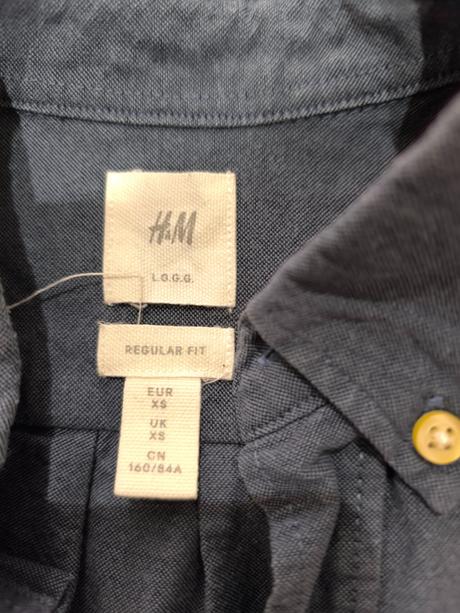 H&M
L.O.G.G.
REGULAR FIT
EUR
XS
UK
XS
CN
160/84A